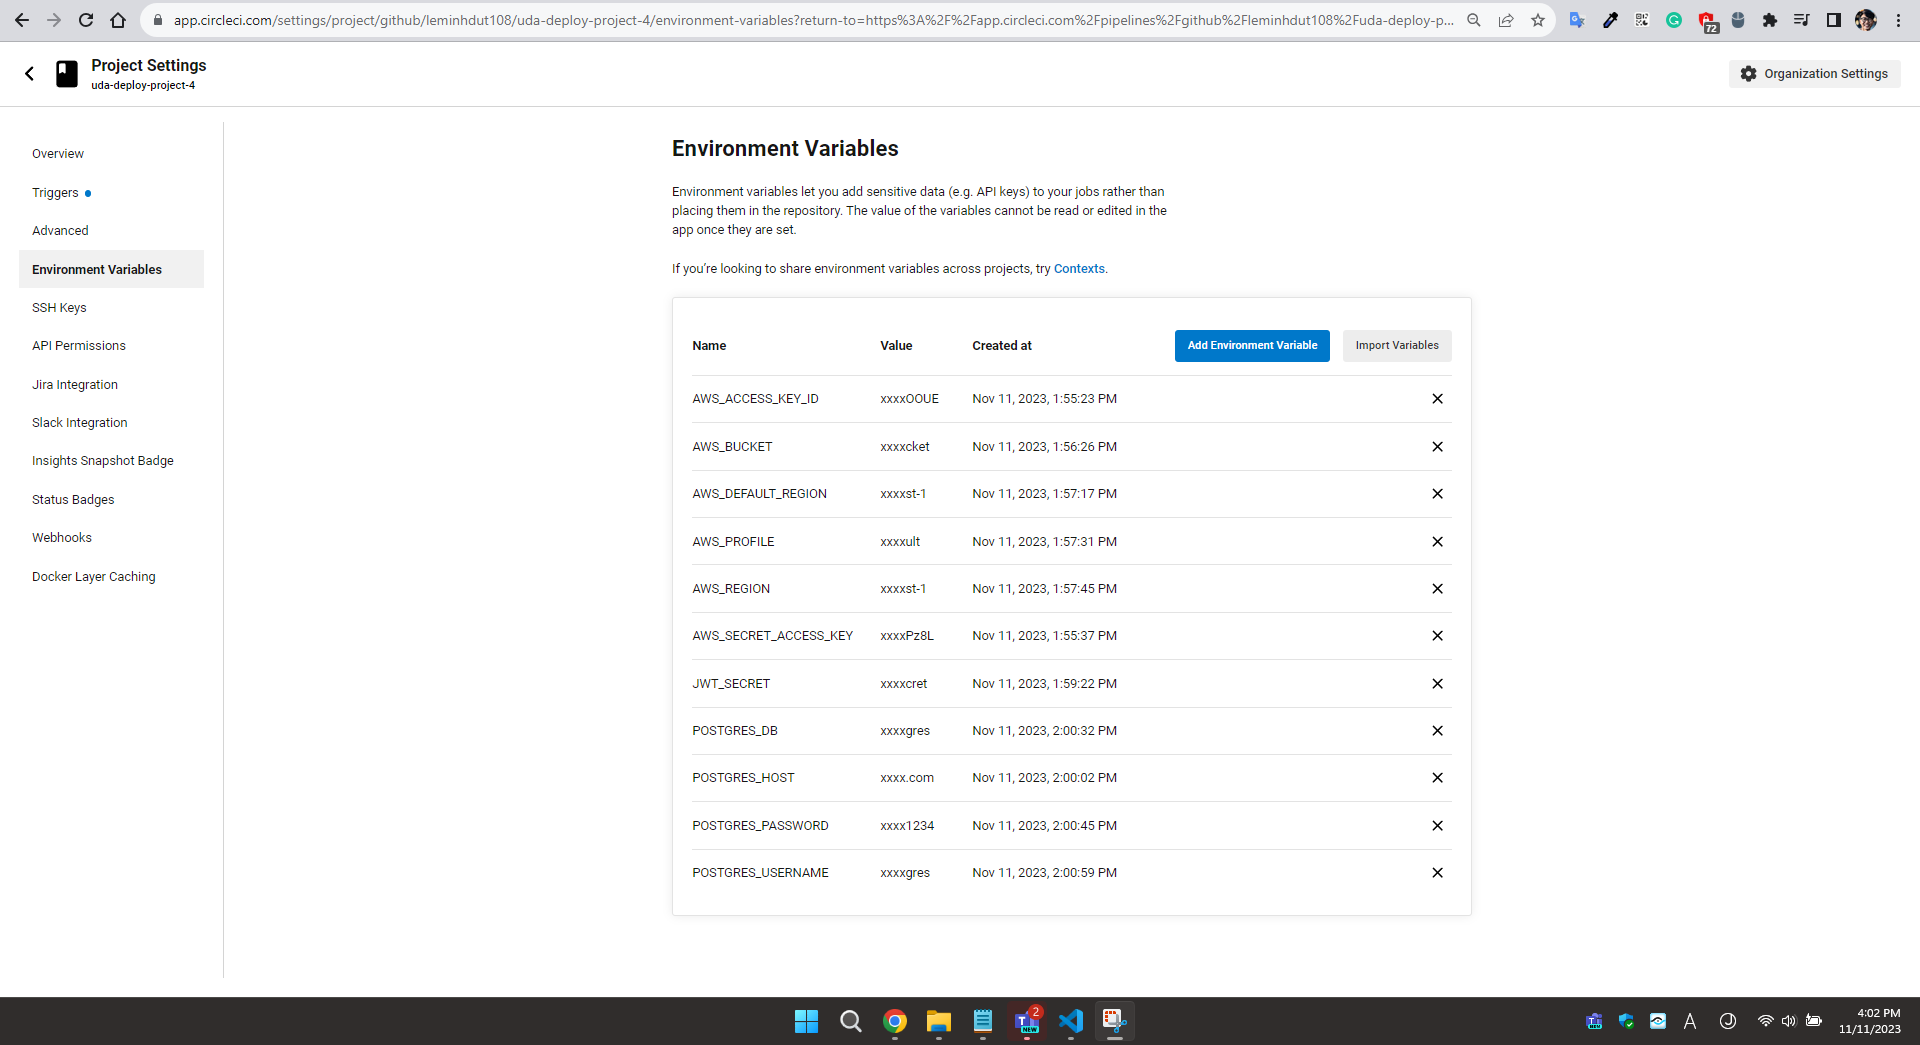 app.circleci.com/settings/project/github/leminhdut108/uda-deploy-project-4/environment-variables?return-to=https%3A%2F%2Fapp.circleci.com%2Fpipelines%2Fgithub%2Fleminhdut108%2Fuda-deploy-p...
72
Project Settings
uda-deploy-project-4
Organization Settings
Overview
Triggers
Advanced
Environment Variables
SSH Keys
API Permissions
Jira Integration
Slack Integration
Insights Snapshot Badge
Status Badges
Webhooks
Docker Layer Caching
Environment Variables
Environment variables let you add sensitive data (e.g. API keys) to your jobs rather than
placing them in the repository. The value of the variables cannot be read or edited in the
app once they are set.
If you’re looking to share environment variables across projects, try Contexts.
Name Value Created at Add Environment Variable Import Variables
AWS_ACCESS_KEY_ID xxxxOOUE Nov 11, 2023, 1:55:23 PM
AWS_BUCKET xxxxcket Nov 11, 2023, 1:56:26 PM
AWS_DEFAULT_REGION xxxxst-1 Nov 11, 2023, 1:57:17 PM
AWS_PROFILE xxxxult Nov 11, 2023, 1:57:31 PM
AWS_REGION xxxxst-1 Nov 11, 2023, 1:57:45 PM
AWS_SECRET_ACCESS_KEY xxxxPz8L Nov 11, 2023, 1:55:37 PM
JWT_SECRET xxxxcret Nov 11, 2023, 1:59:22 PM
POSTGRES_DB xxxxgres Nov 11, 2023, 2:00:32 PM
POSTGRES_HOST xxxx.com Nov 11, 2023, 2:00:02 PM
POSTGRES_PASSWORD xxxx1234 Nov 11, 2023, 2:00:45 PM
POSTGRES_USERNAME xxxxgres Nov 11, 2023, 2:00:59 PM
2
NEW
A
4:02 PM
11/11/2023